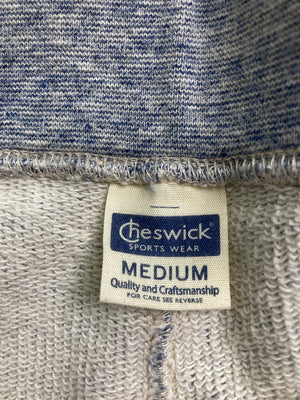 Cheswick
SPORTS WEAR
MEDIUM
Quality and Craftsmanship
FOR CARE SEE REVERSE